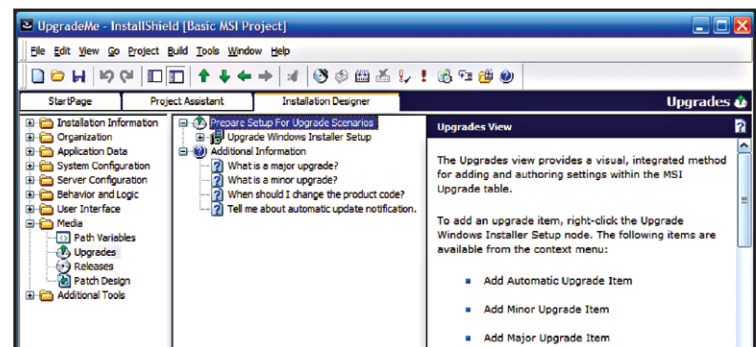 UpgradeMe - InstallShield [Basic MSI Project]
File Edit View Go Project Build Tools Window Help
StartPage Project Assistant Installation Designer Upgrades
Installation Information
Organization
Application Data
System Configuration
Server Configuration
Behavior and Logic
User Interface
Media
Path Variables
Upgrades
Releases
Patch Design
Additional Tools
Prepare Setup For Upgrade Scenarios
Upgrade Windows Installer Setup
Additional Information
What is a major upgrade?
What is a minor upgrade?
When should I change the product code?
Tell me about automatic update notification.
Upgrades View
The Upgrades view provides a visual, integrated method
for adding and authoring settings within the MSI
Upgrade table.
To add an upgrade item, right-click the Upgrade
Windows Installer Setup node. The following items are
available from the context menu:
Add Automatic Upgrade Item
Add Minor Upgrade Item
Add Major Upgrade Item